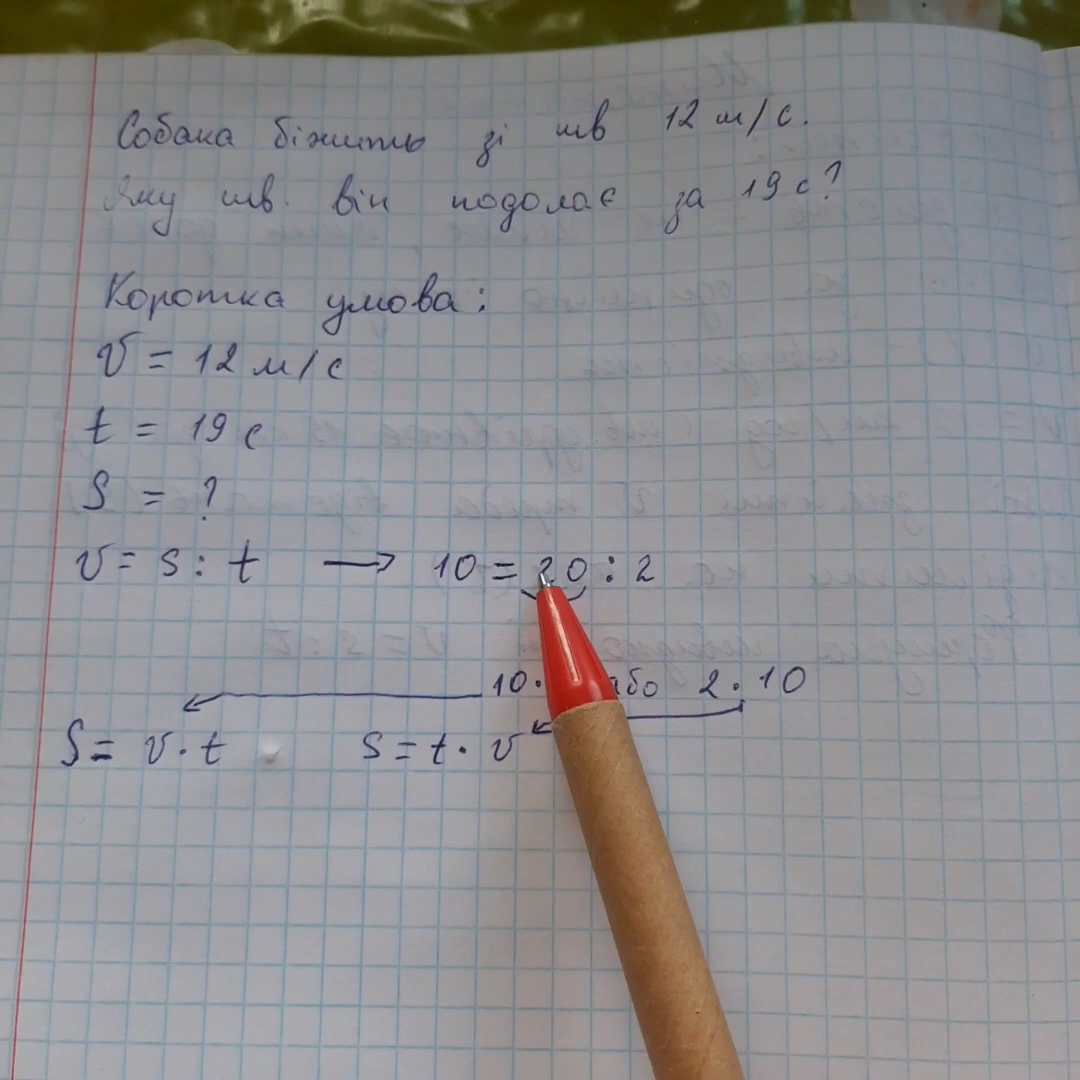 Собака біжить зі шв 12 м/с.
Яку шв. він подолає за 19 с?
Коротка умова:
V = 12 м/с
t = 19 с
S = ?
v = s : t → 10 = 20 : 2
10 · або 2 · 10
S = v · t S = t · v